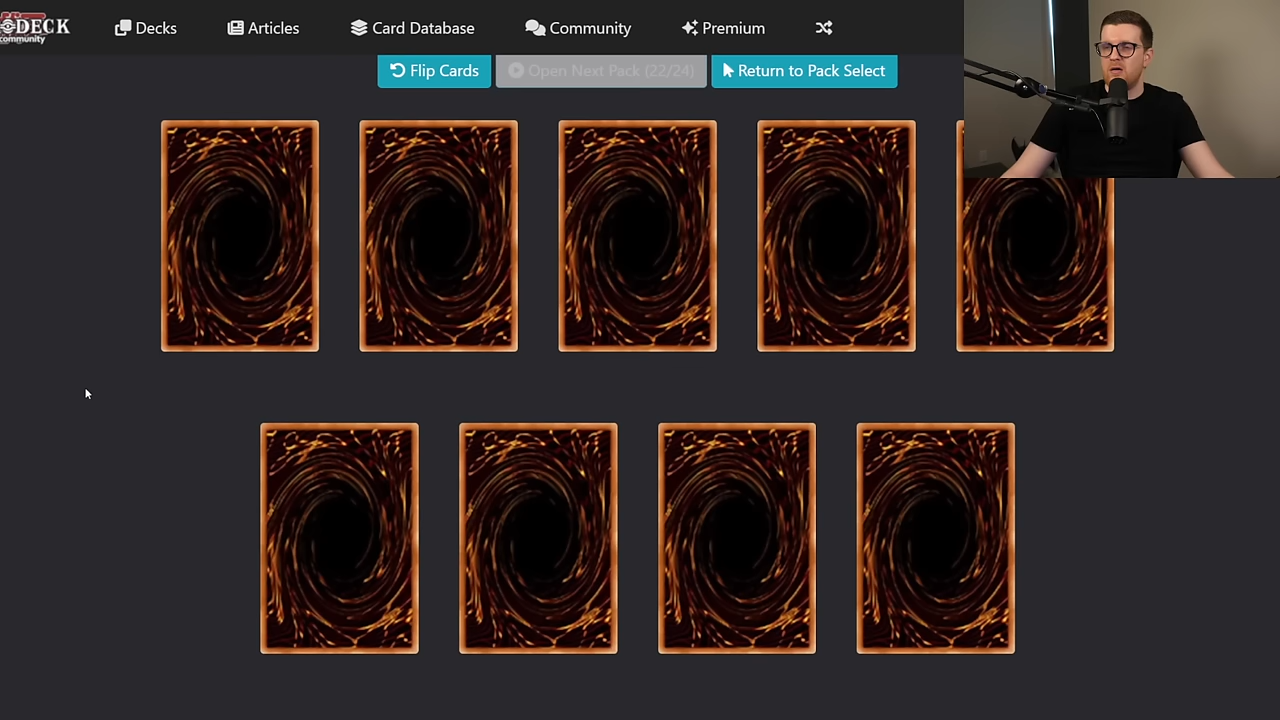 DECK
community
Decks
Articles
Card Database
Community
Premium
Flip Cards
Open Next Pack (22/24)
Return to Pack Select